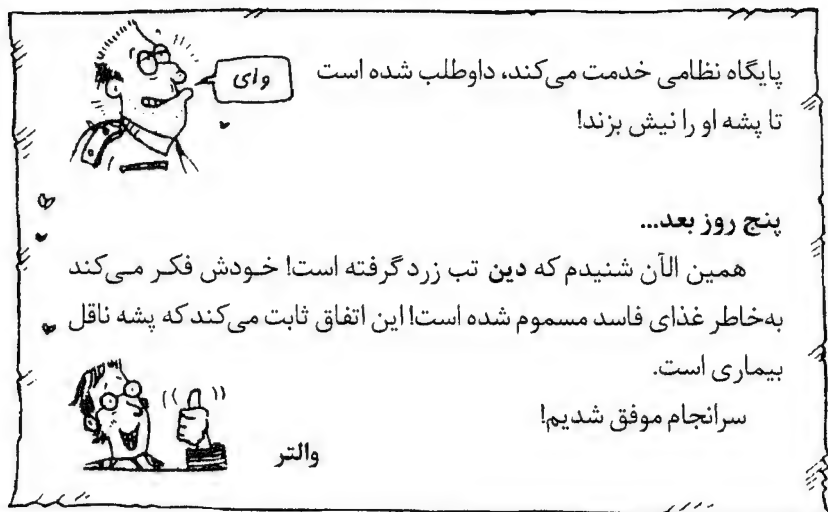 پایگاه نظامی خدمت می‌کند، داوطلب شده است
تا پشه او را نیش بزند!
وای
پنج روز بعد...
همین الآن شنیدم که دین تب زرد گرفته است! خودش فکر می‌کند
به‌خاطر غذای فاسد مسموم شده است! این اتفاق ثابت می‌کند که پشه ناقل
بیماری است.
سرانجام موفق شدیم!
والتر